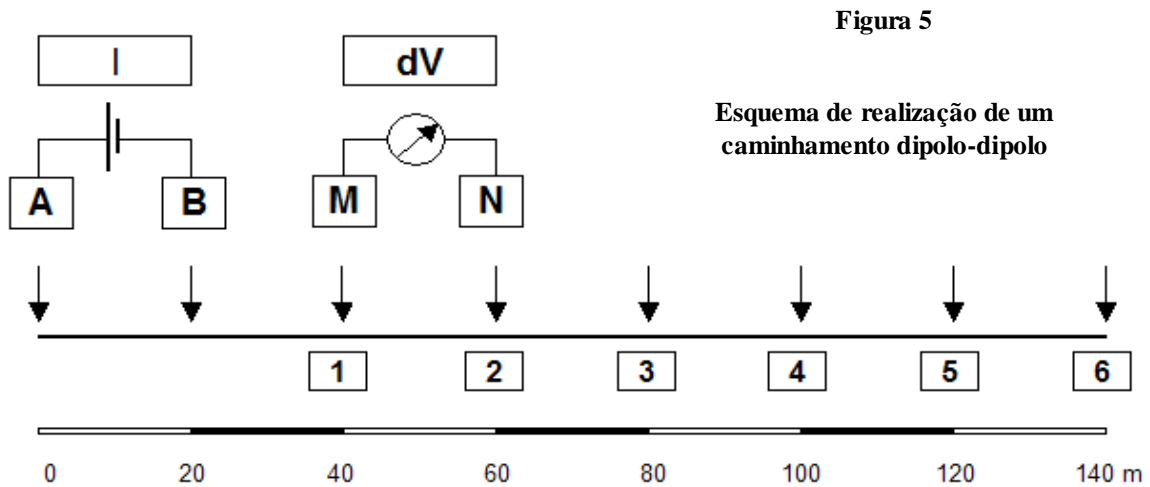 Figura 5
I dV
Esquema de realização de um
caminhamento dipolo-dipolo
A B M N
1 2 3 4 5 6
0 20 40 60 80 100 120 140 m